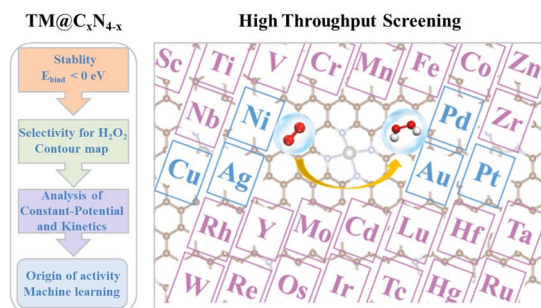 TM@CxN4-x
High Throughput Screening
Stablity
Ebind < 0 eV
Selectivity for H2O2
Contour map
Analysis of
Constant-Potential
and Kinetics
Origin of activity
Machine learning
Sc Ti V Cr Mn Fe Co Zn
Nb Ni Pd Zr
Cu Ag Au Pt
Rh Y Mo Cd Lu Hf Ta
W Re Os Ir Tc Hg Ru